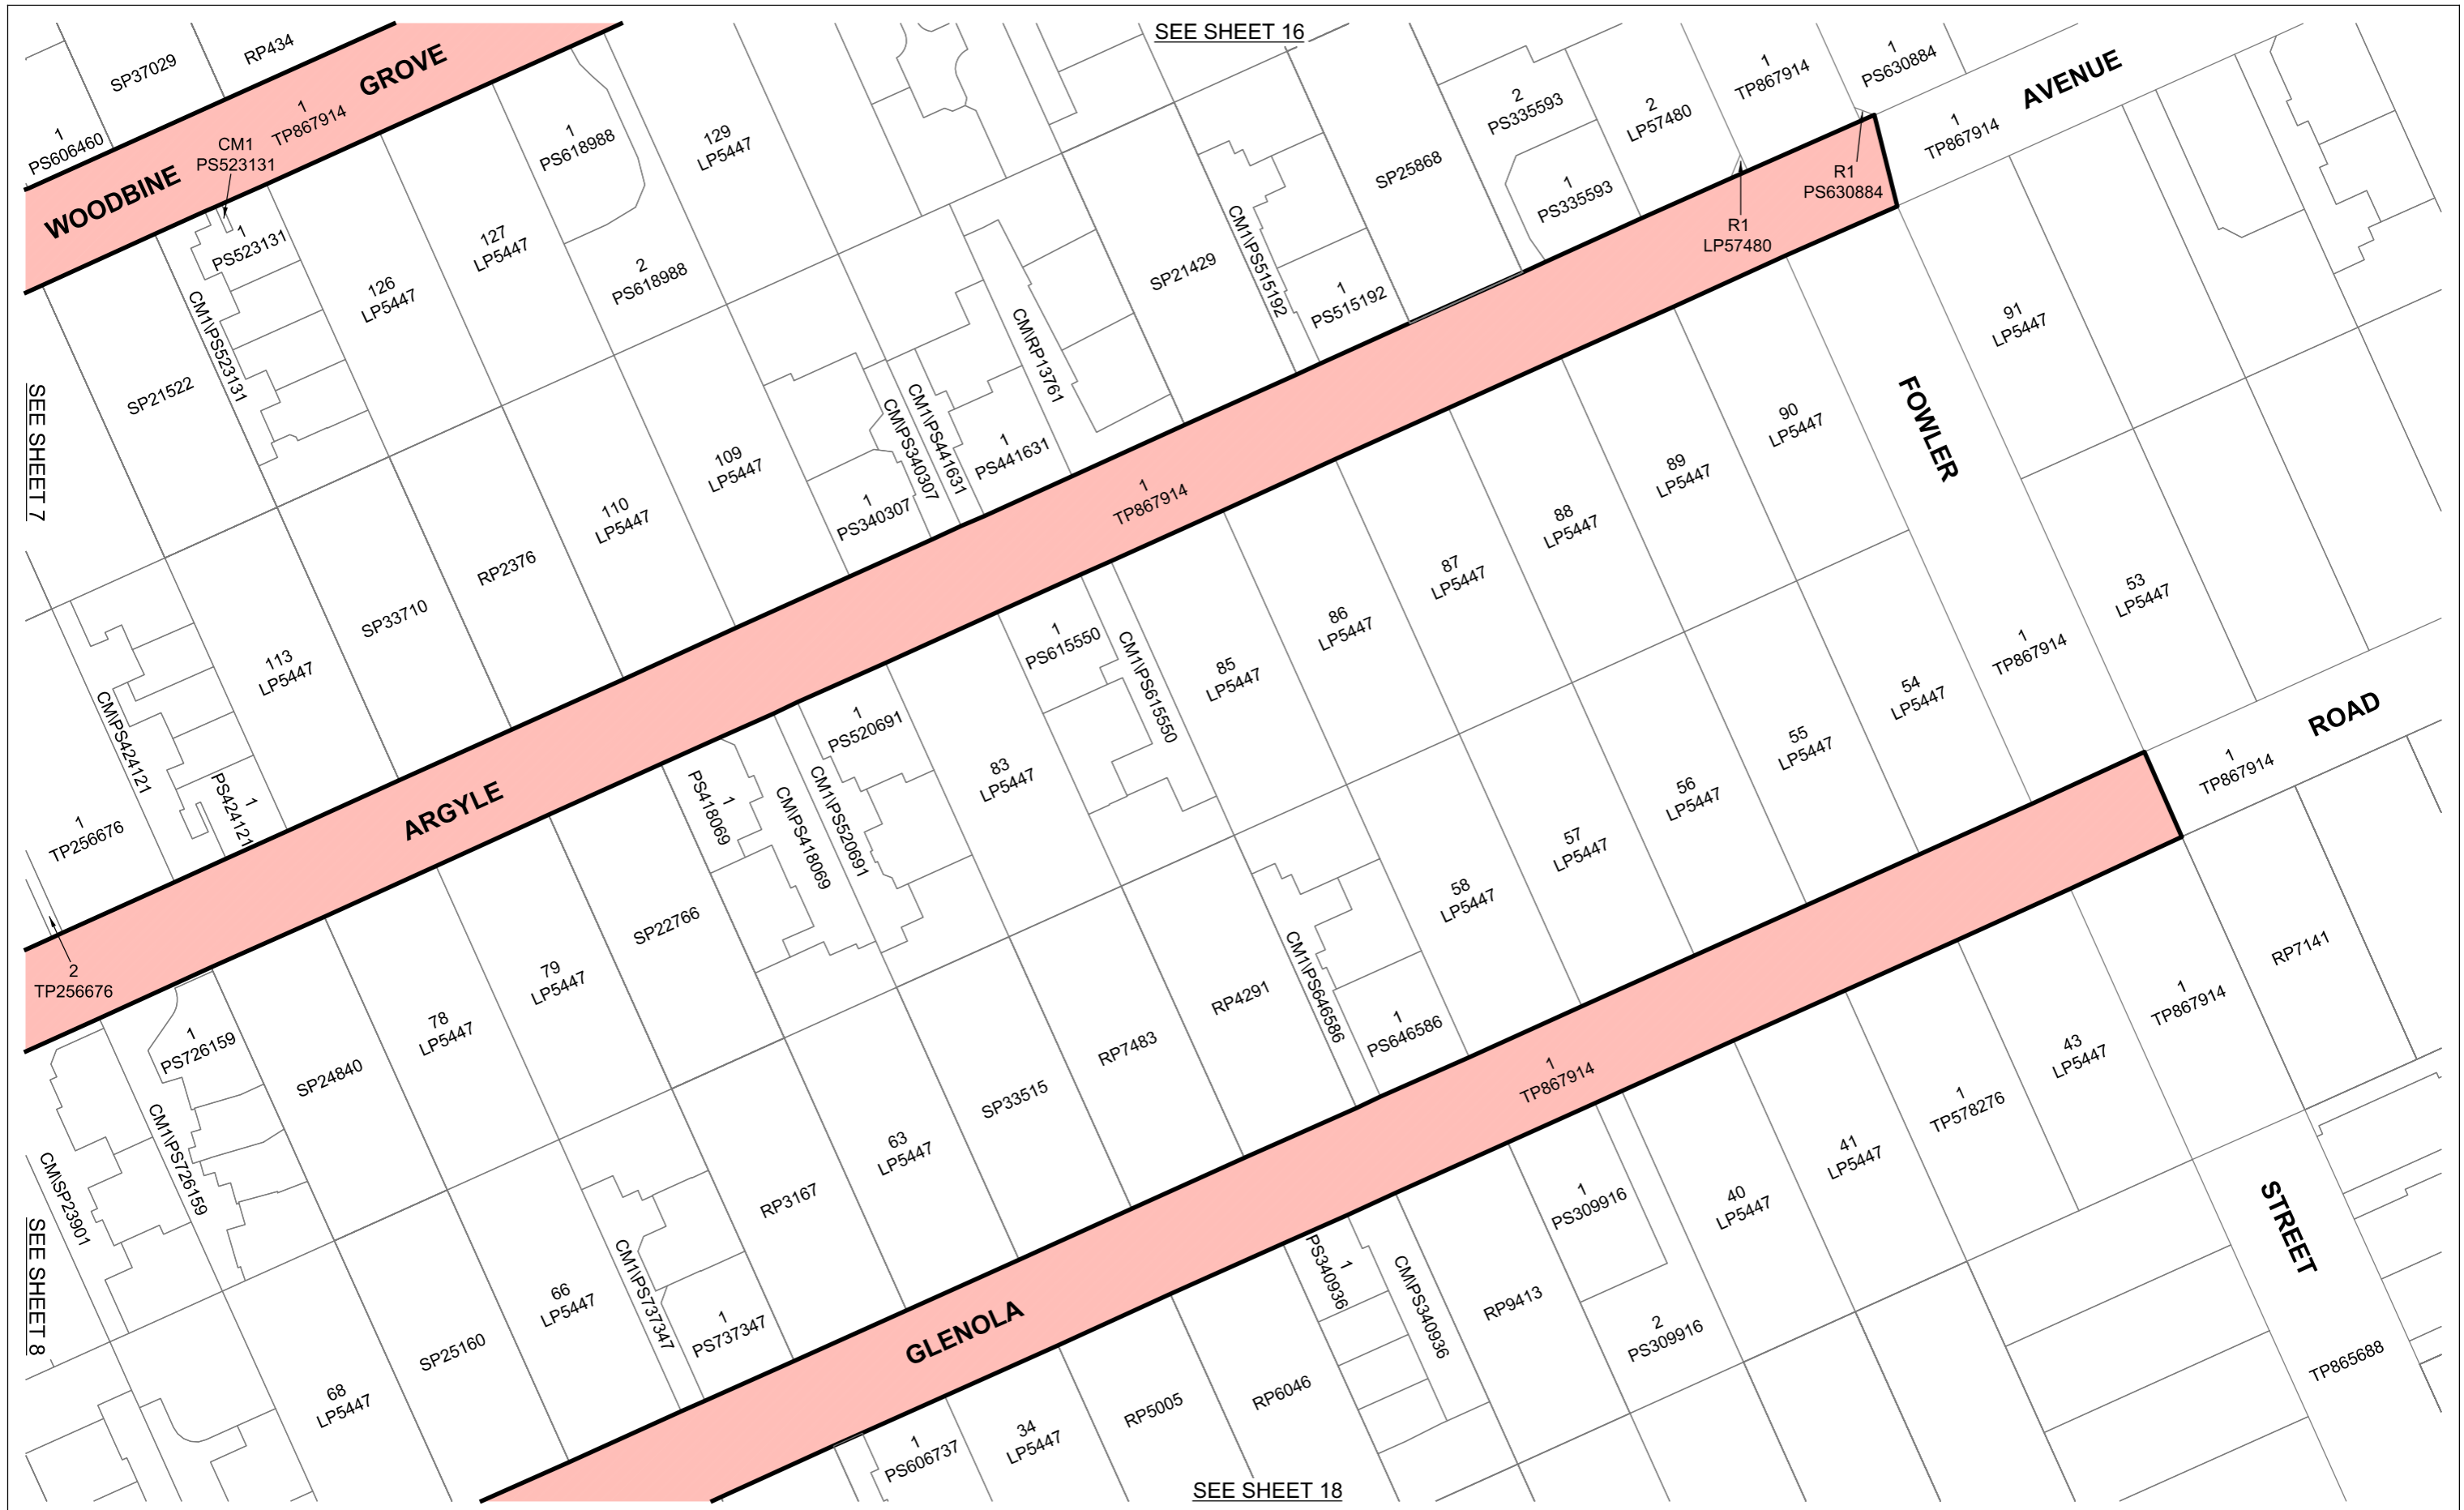 SEE SHEET 16
SP37029
RP434
1
PS606460
WOODBINE
GROVE
1
TP867914
CM1
PS523131
1
PS618988
129
LP5447
2
PS335593
2
LP57480
1
TP867914
1
PS630884
AVENUE
1
TP867914
SP25868
1
PS335593
R1
PS630884
R1
LP57480
1
PS523131
CM1\PS523131
126
LP5447
127
LP5447
2
PS618988
SP21429
CM1\PS515192
1
PS515192
91
LP5447
SEE SHEET 7
SP21522
CM\RP13761
CM1\PS441631
CM\PS340307
1
PS441631
90
LP5447
FOWLER
109
LP5447
1
PS340307
1
TP867914
89
LP5447
88
LP5447
110
LP5447
RP2376
SP33710
113
LP5447
87
LP5447
86
LP5447
85
LP5447
1
PS615550
CM1\PS615550
53
LP5447
1
TP867914
54
LP5447
55
LP5447
56
LP5447
57
LP5447
58
LP5447
ROAD
1
TP867914
CM\PS424121
1
PS424121
1
TP256676
ARGYLE
1
PS520691
CM1\PS520691
1
PS418069
CM\PS418069
83
LP5447
2
TP256676
SP22766
79
LP5447
78
LP5447
SP24840
1
PS726159
CM1\PS726159
RP4291
RP7483
CM1\PS646586
1
PS646586
RP7141
1
TP867914
43
LP5447
1
TP867914
1
TP578276
41
LP5447
40
LP5447
SP33515
63
LP5447
RP3167
CM\SP23901
SEE SHEET 8
66
LP5447
CM1\PS737347
1
PS737347
SP25160
68
LP5447
GLENOLA
1
PS309916
2
PS309916
RP9413
1
PS340936
CM\PS340936
STREET
TP865688
RP6046
RP5005
34
LP5447
1
PS606737
SEE SHEET 18